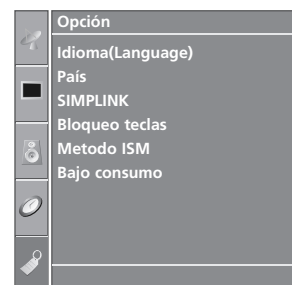 Opción
Idioma(Language)
País
SIMPLINK
Bloqueo teclas
Metodo ISM
Bajo consumo